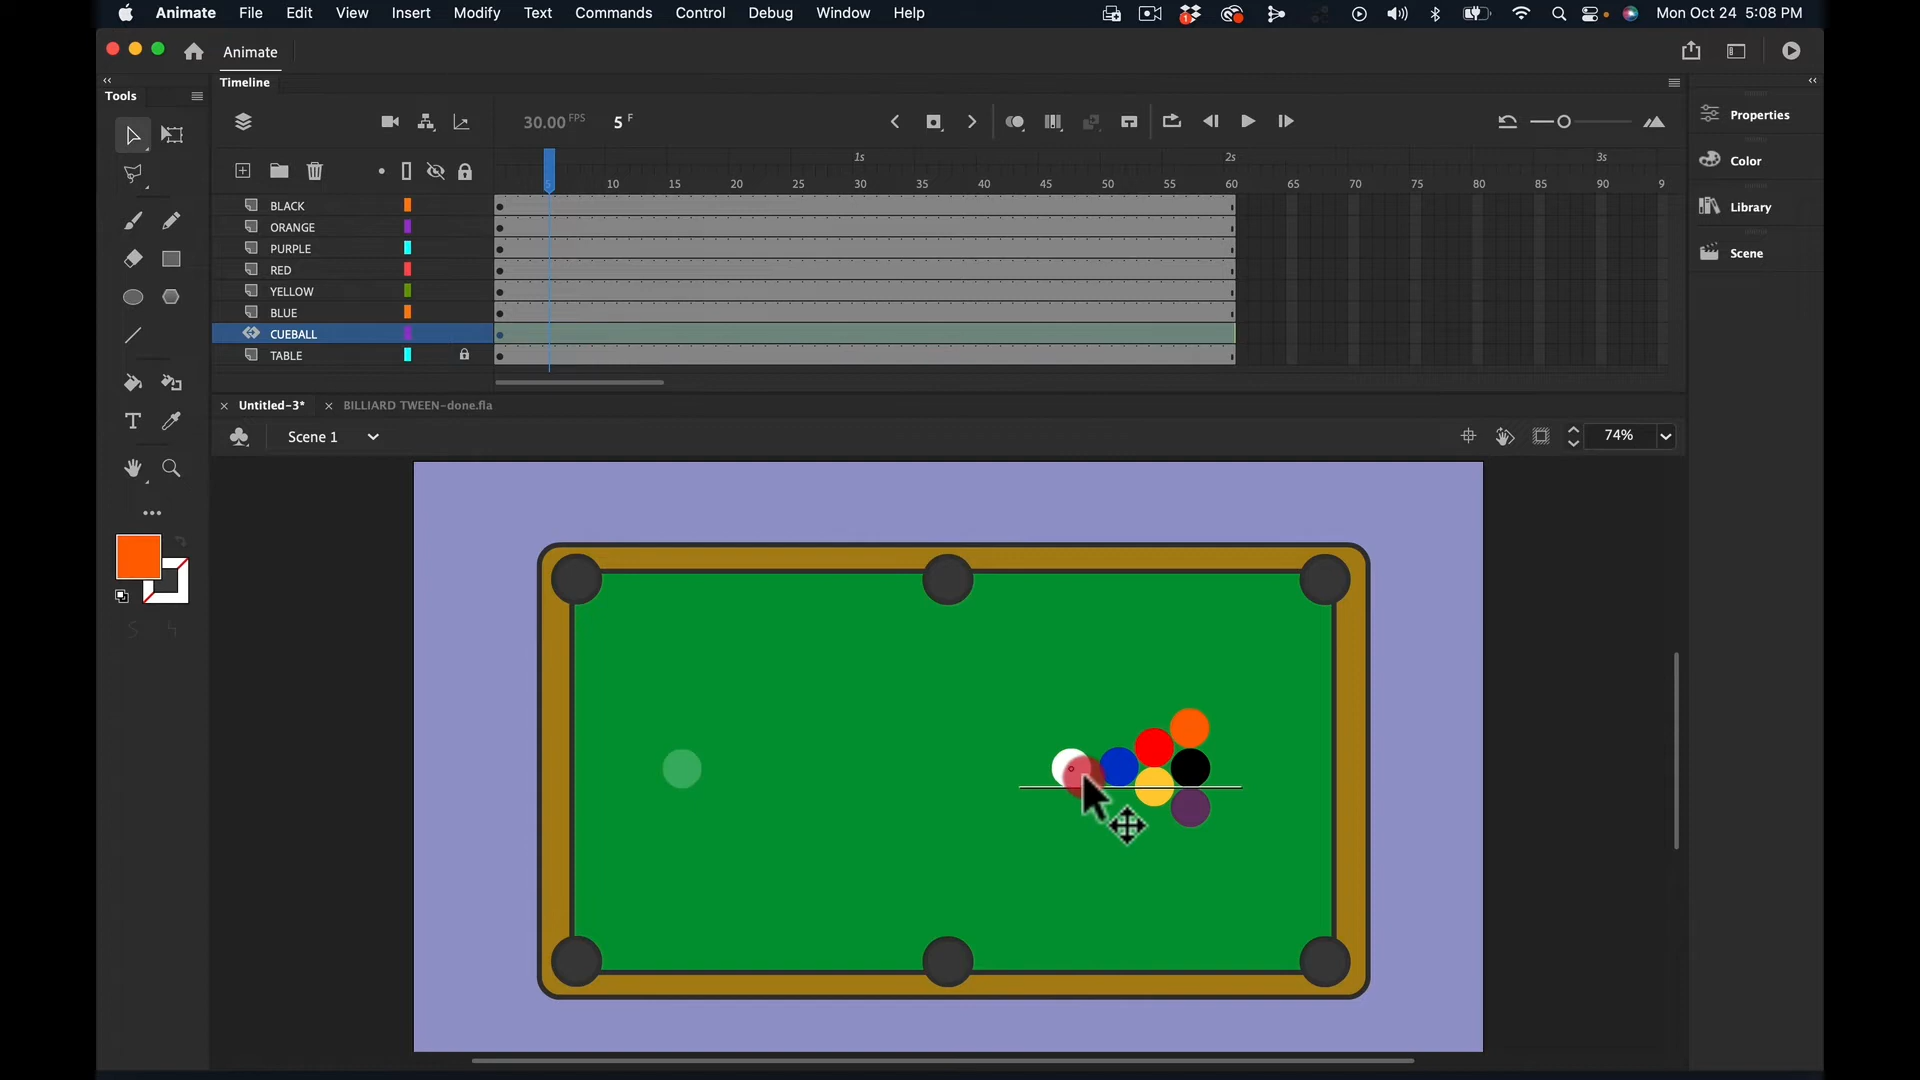 Animate File Edit View Insert Modify Text Commands Control Debug Window Help 1 Mon Oct 24 5:08 PM
Animate
Timeline
Tools
30.00 FPS 5 F
Properties
Color
Library
Scene
1s 2s 3s
5 10 15 20 25 30 35 40 45 50 55 60 65 70 75 80 85 90 9
BLACK
ORANGE
PURPLE
RED
YELLOW
BLUE
CUEBALL
TABLE
Untitled-3* BILLIARD TWEEN-done.fla
Scene 1 74%
T